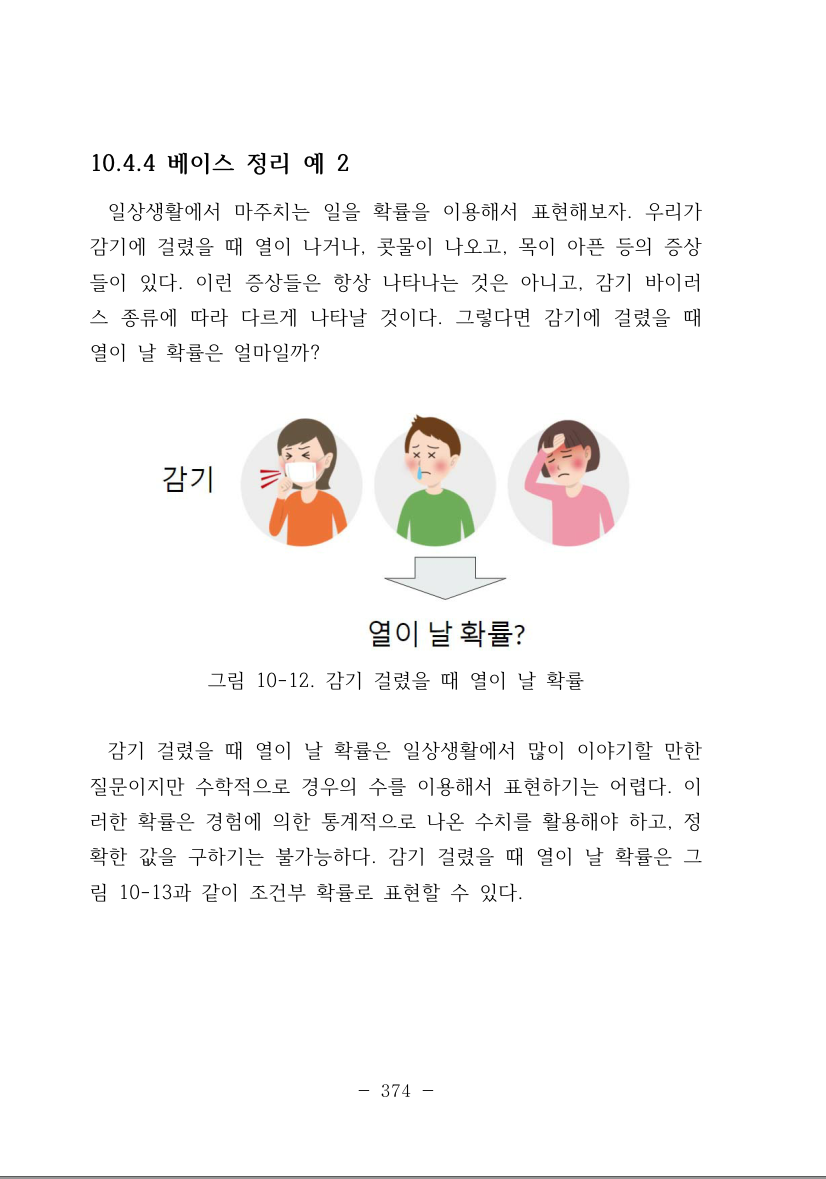 10.4.4 베이스 정리 예 2
일상생활에서 마주치는 일을 확률을 이용해서 표현해보자. 우리가
감기에 걸렸을 때 열이 나거나, 콧물이 나오고, 목이 아픈 등의 증상
들이 있다. 이런 증상들은 항상 나타나는 것은 아니고, 감기 바이러
스 종류에 따라 다르게 나타날 것이다. 그렇다면 감기에 걸렸을 때
열이 날 확률은 얼마일까?
감기
열이 날 확률?
그림 10-12. 감기 걸렸을 때 열이 날 확률
감기 걸렸을 때 열이 날 확률은 일상생활에서 많이 이야기할 만한
질문이지만 수학적으로 경우의 수를 이용해서 표현하기는 어렵다. 이
러한 확률은 경험에 의한 통계적으로 나온 수치를 활용해야 하고, 정
확한 값을 구하기는 불가능하다. 감기 걸렸을 때 열이 날 확률은 그
림 10-13과 같이 조건부 확률로 표현할 수 있다.
- 374 -